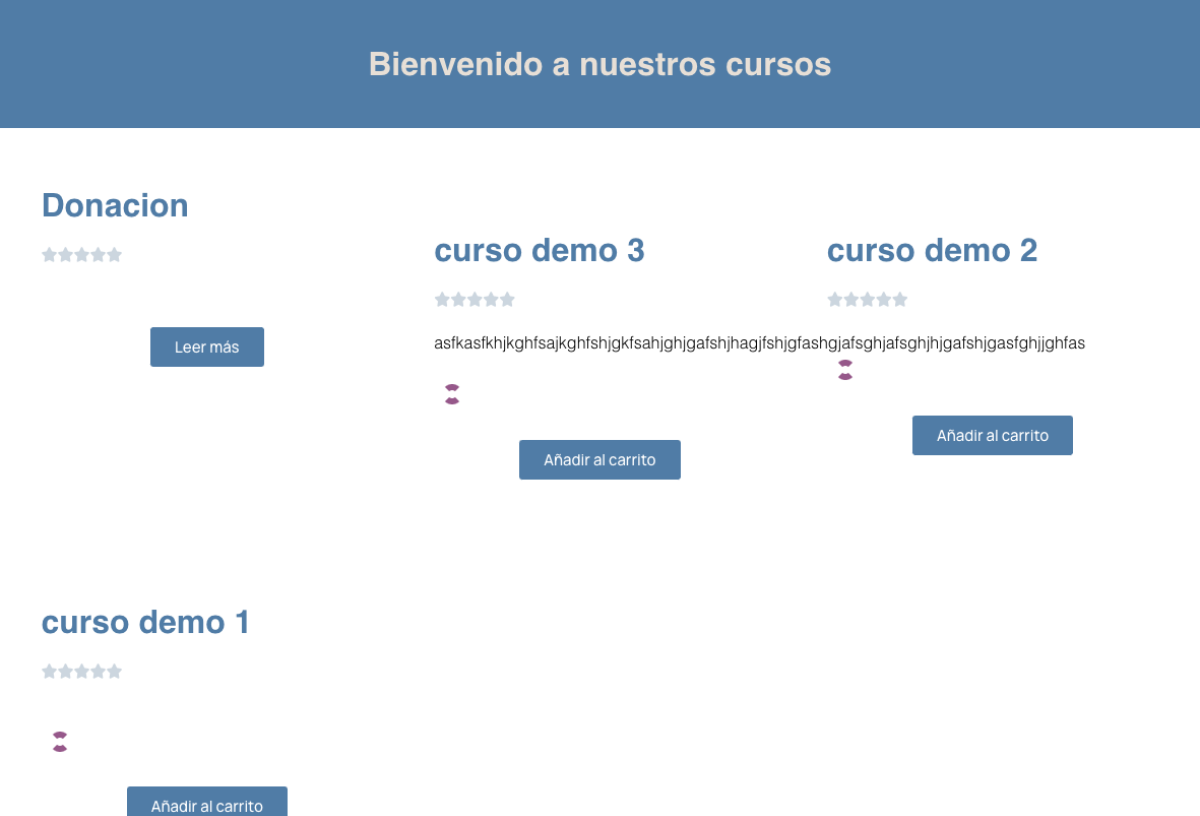 Bienvenido a nuestros cursos
Donacion
Leer más
curso demo 3
asfkasfkhjkghfsajkghfshjgkfsahjghjgafshjhagjfshjgfashgjafsghjafsghjhjgafshjgasfghjjghfas
Añadir al carrito
curso demo 2
Añadir al carrito
curso demo 1
Añadir al carrito